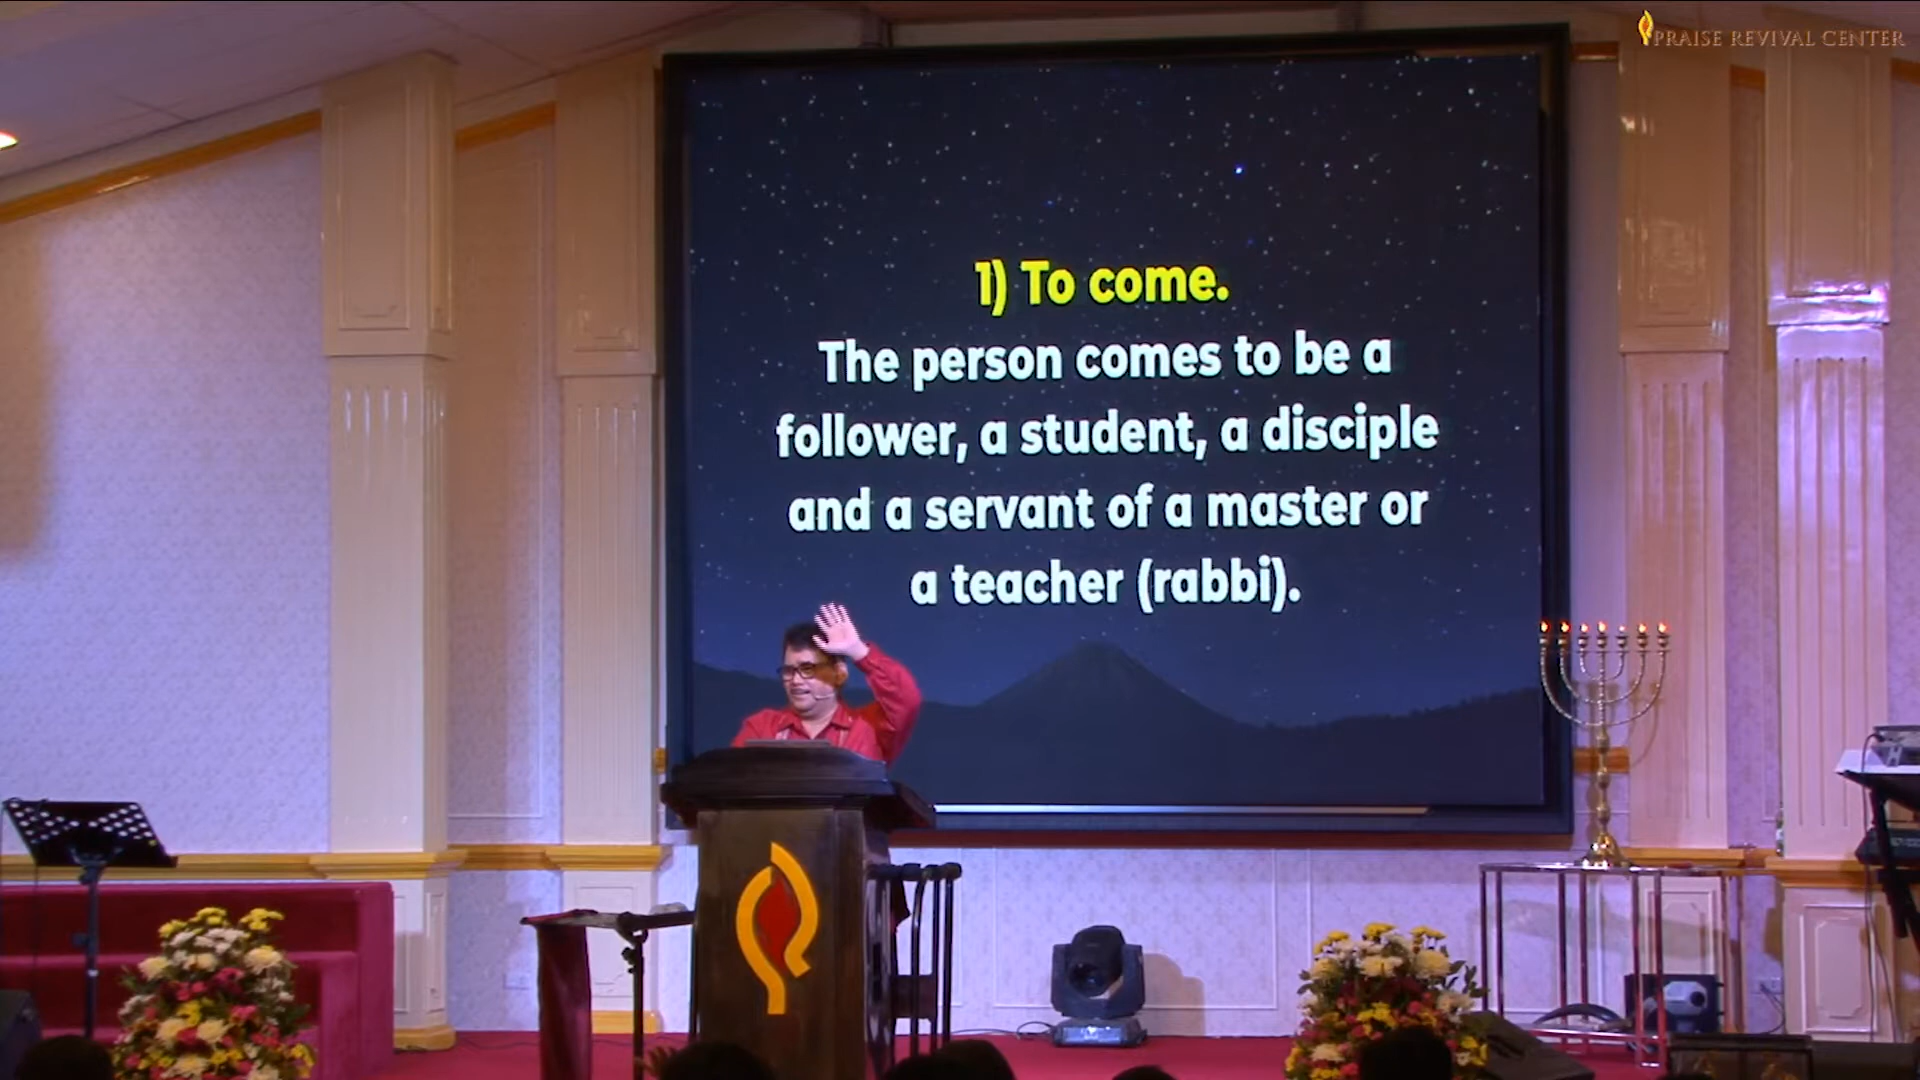 PRAISE REVIVAL CENTER
1) To come.
The person comes to be a
follower, a student, a disciple
and a servant of a master or
a teacher (rabbi).